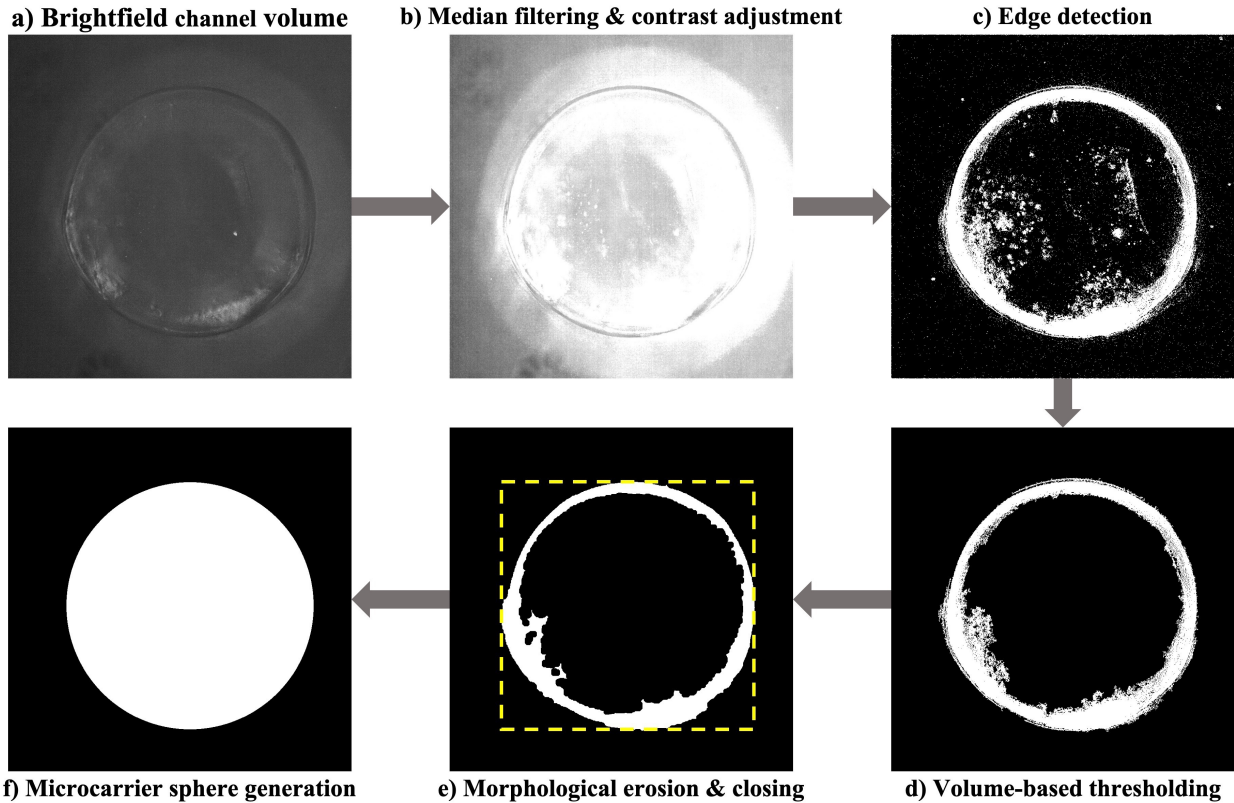 a) Brightfield channel volume
b) Median filtering & contrast adjustment
c) Edge detection
f) Microcarrier sphere generation
e) Morphological erosion & closing
d) Volume-based thresholding